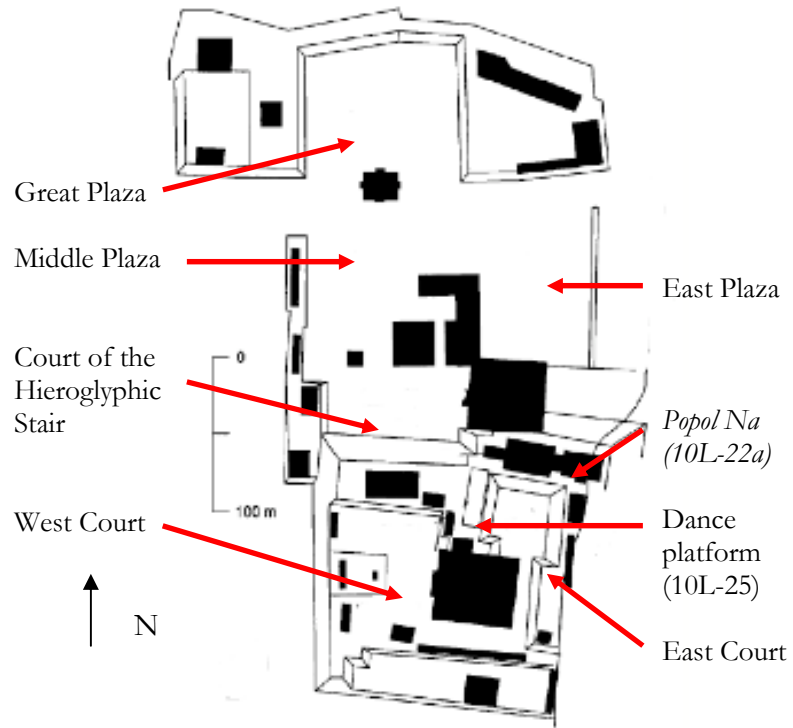 Great Plaza
Middle Plaza
Court of the
Hieroglyphic
Stair
West Court
0
100 m
N
East Plaza
Popol Na
(10L-22a)
Dance
platform
(10L-25)
East Court